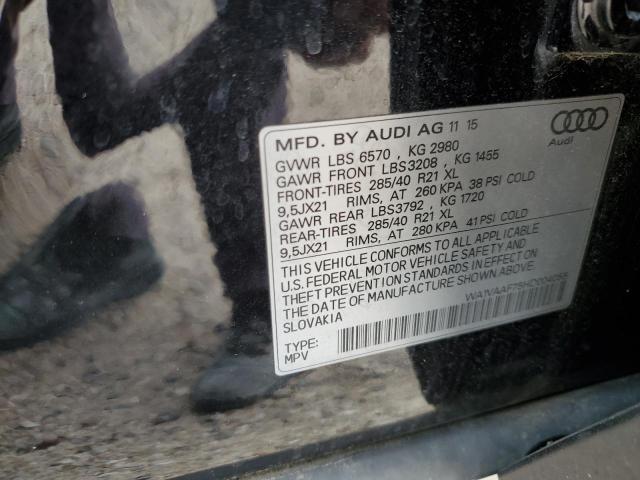 MFD. BY AUDI AG 11 15
Audi
GVWR LBS 6570 , KG 2980
GAWR FRONT LBS3208 , KG 1455
FRONT-TIRES 285/40 R21 XL
9,5JX21 RIMS, AT 260 KPA 38 PSI COLD
GAWR REAR LBS3792 , KG 1720
REAR-TIRES 285/40 R21 XL
9,5JX21 RIMS, AT 280 KPA 41 PSI COLD
THIS VEHICLE CONFORMS TO ALL APPLICABLE
U.S. FEDERAL MOTOR VEHICLE SAFETY AND
THEFT PREVENTION STANDARDS IN EFFECT ON
THE DATE OF MANUFACTURE SHOWN ABOVE.
SLOVAKIA
WA1VAAF75HD004055
TYPE:
MPV